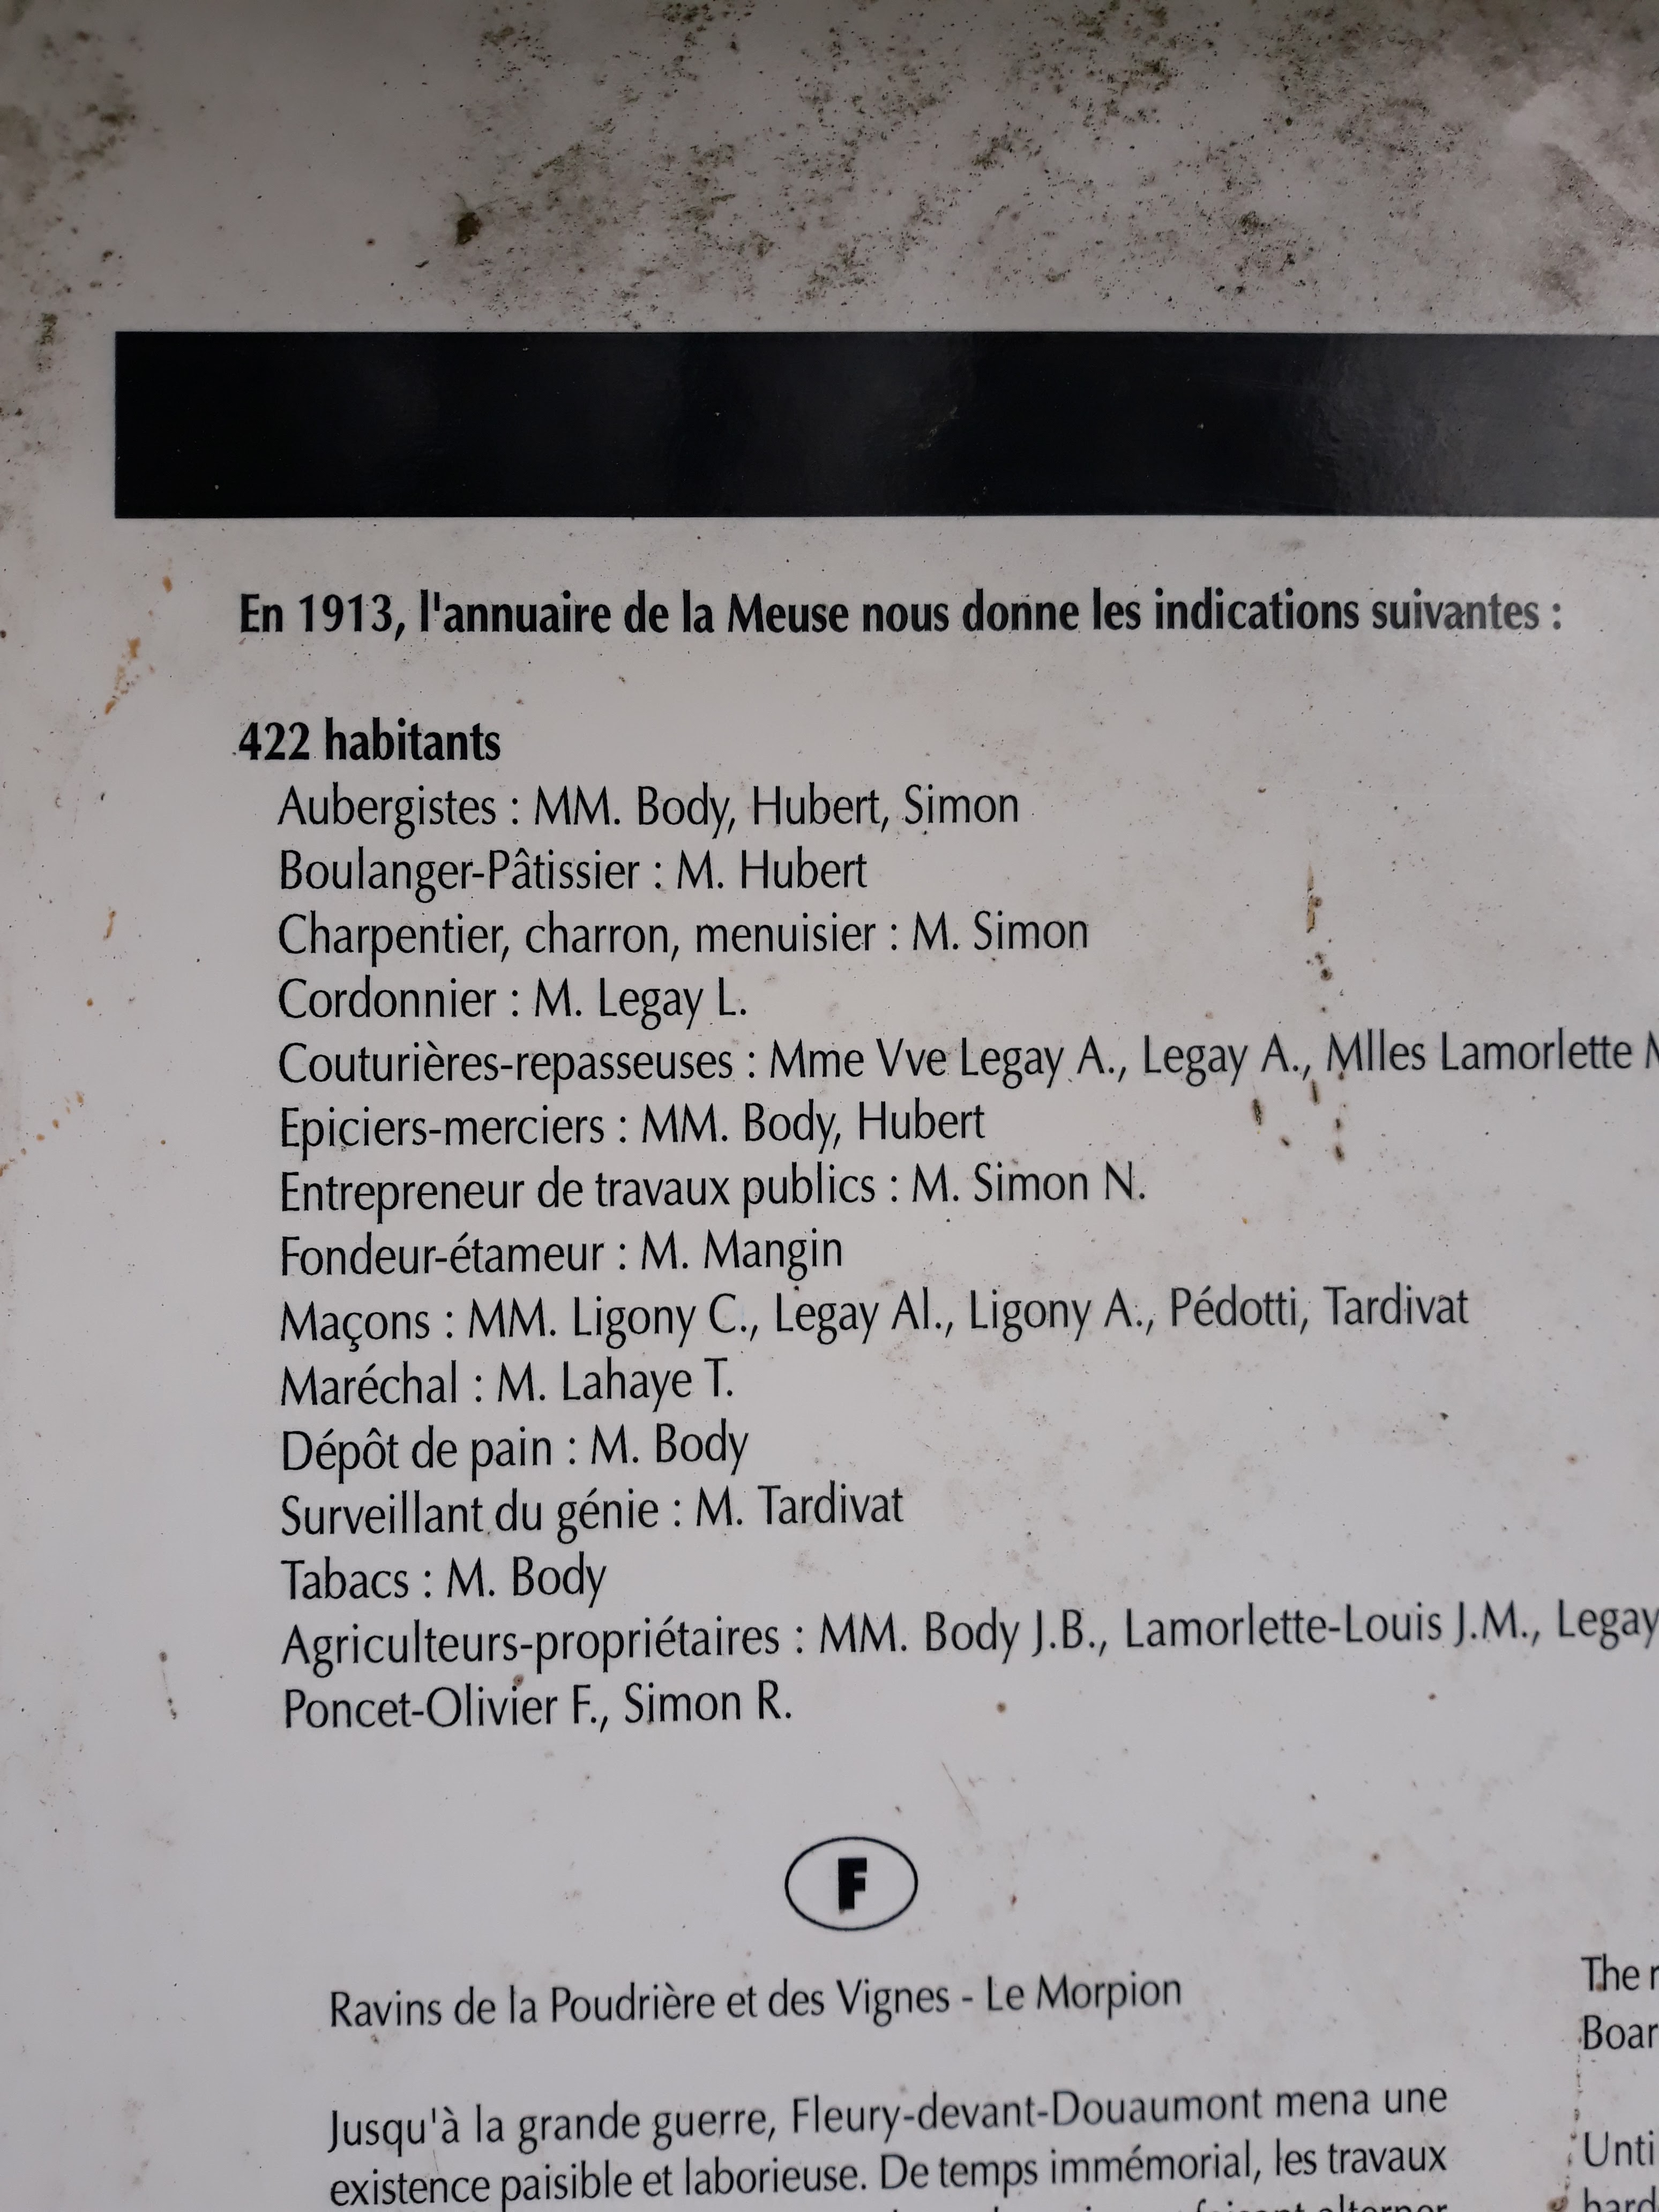 En 1913, l'annuaire de la Meuse nous donne les indications suivantes :
422 habitants
Aubergistes : MM. Body, Hubert, Simon
Boulanger-Pâtissier : M. Hubert
Charpentier, charron, menuisier : M. Simon
Cordonnier : M. Legay L.
Couturières-repasseuses : Mme Vve Legay A., Legay A., Mlles Lamorlette
Epiciers-merciers : MM. Body, Hubert
Entrepreneur de travaux publics : M. Simon N.
Fondeur-étameur : M. Mangin
Maçons : MM. Ligony C., Legay Al., Ligony A., Pédotti, Tardivat
Maréchal : M. Lahaye T.
Dépôt de pain : M. Body
Surveillant du génie : M. Tardivat
Tabacs : M. Body
Agriculteurs-propriétaires : MM. Body J.B., Lamorlette-Louis J.M., Legay
Poncet-Olivier F., Simon R.
F
Ravins de la Poudrière et des Vignes - Le Morpion
Jusqu'à la grande guerre, Fleury-devant-Douaumont mena une
existence paisible et laborieuse. De temps immémorial, les travaux
The